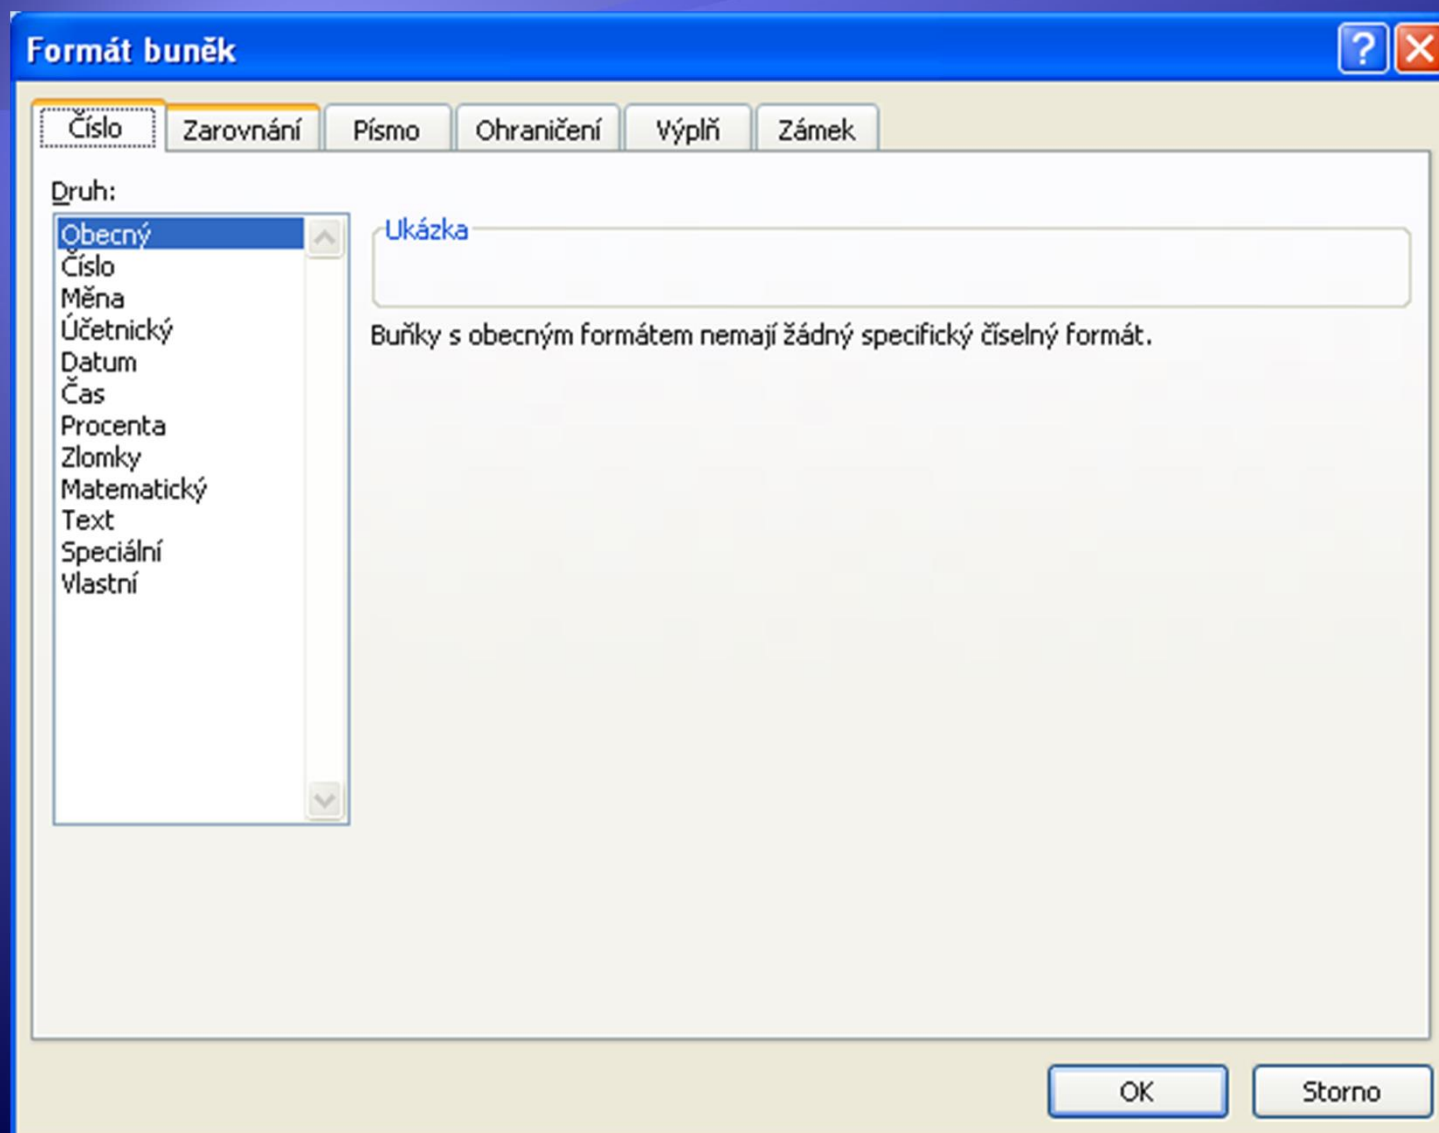 Formát buněk
Číslo Zarovnání Písmo Ohraničení Výplň Zámek
Druh:
Obecný
Číslo
Měna
Účetnický
Datum
Čas
Procenta
Zlomky
Matematický
Text
Speciální
Vlastní
Ukázka
Buňky s obecným formátem nemají žádný specifický číselný formát.
OK Storno